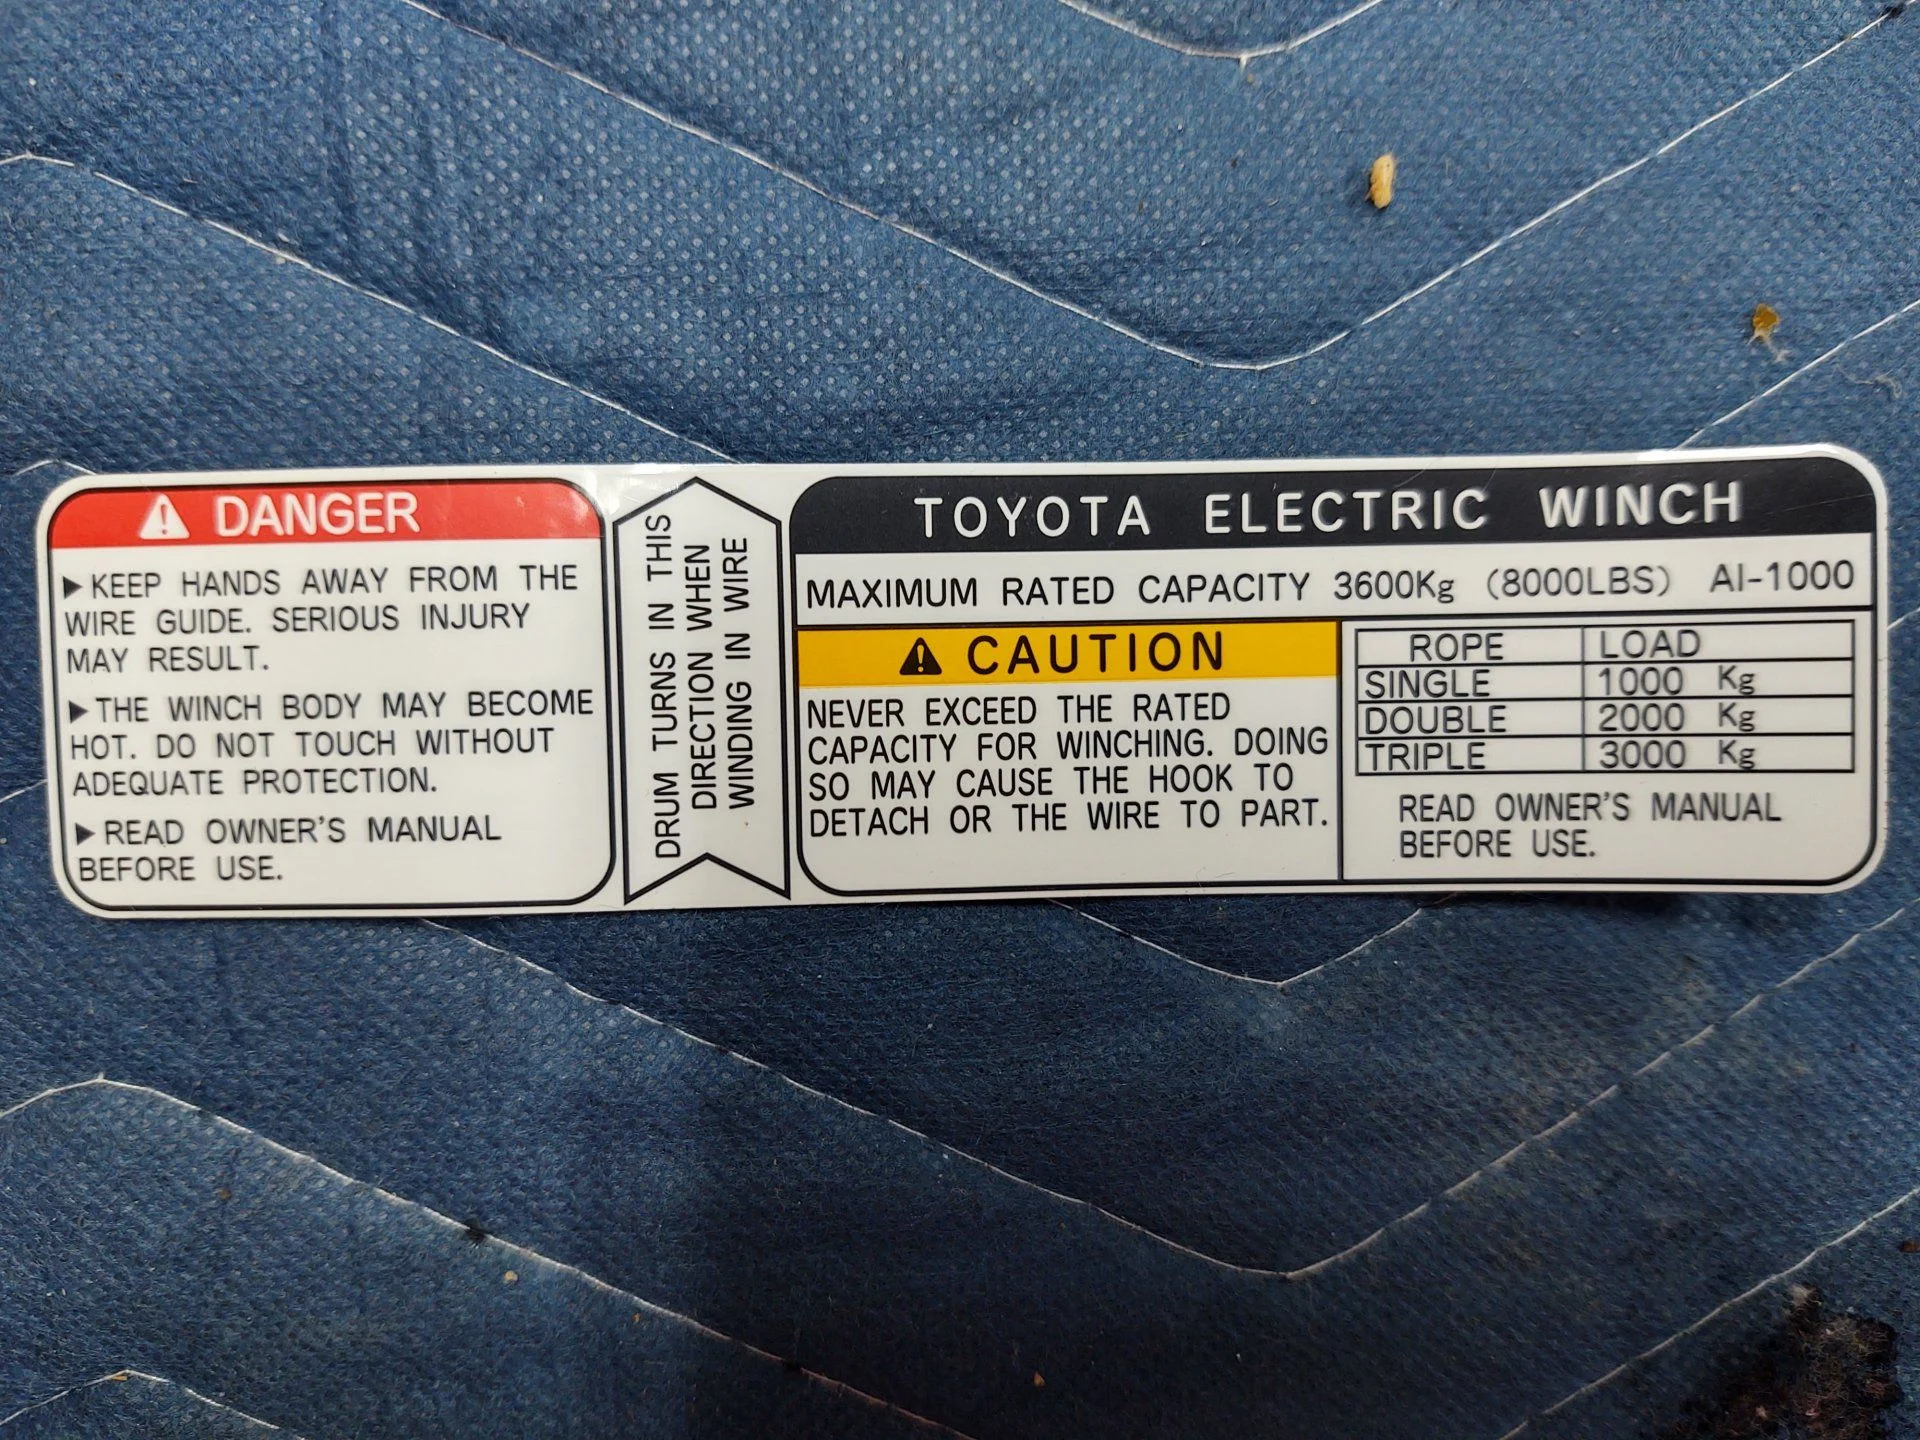 ⚠ DANGER
▶KEEP HANDS AWAY FROM THE
WIRE GUIDE. SERIOUS INJURY
MAY RESULT.
▶THE WINCH BODY MAY BECOME
HOT. DO NOT TOUCH WITHOUT
ADEQUATE PROTECTION.
▶READ OWNER'S MANUAL
BEFORE USE.
DRUM TURNS IN THIS
DIRECTION WHEN
WINDING IN WIRE
TOYOTA ELECTRIC WINCH
MAXIMUM RATED CAPACITY 3600Kg (8000LBS) AI-1000
⚠ CAUTION
NEVER EXCEED THE RATED
CAPACITY FOR WINCHING. DOING
SO MAY CAUSE THE HOOK TO
DETACH OR THE WIRE TO PART.
ROPE LOAD
SINGLE 1000 Kg
DOUBLE 2000 Kg
TRIPLE 3000 Kg
READ OWNER'S MANUAL
BEFORE USE.